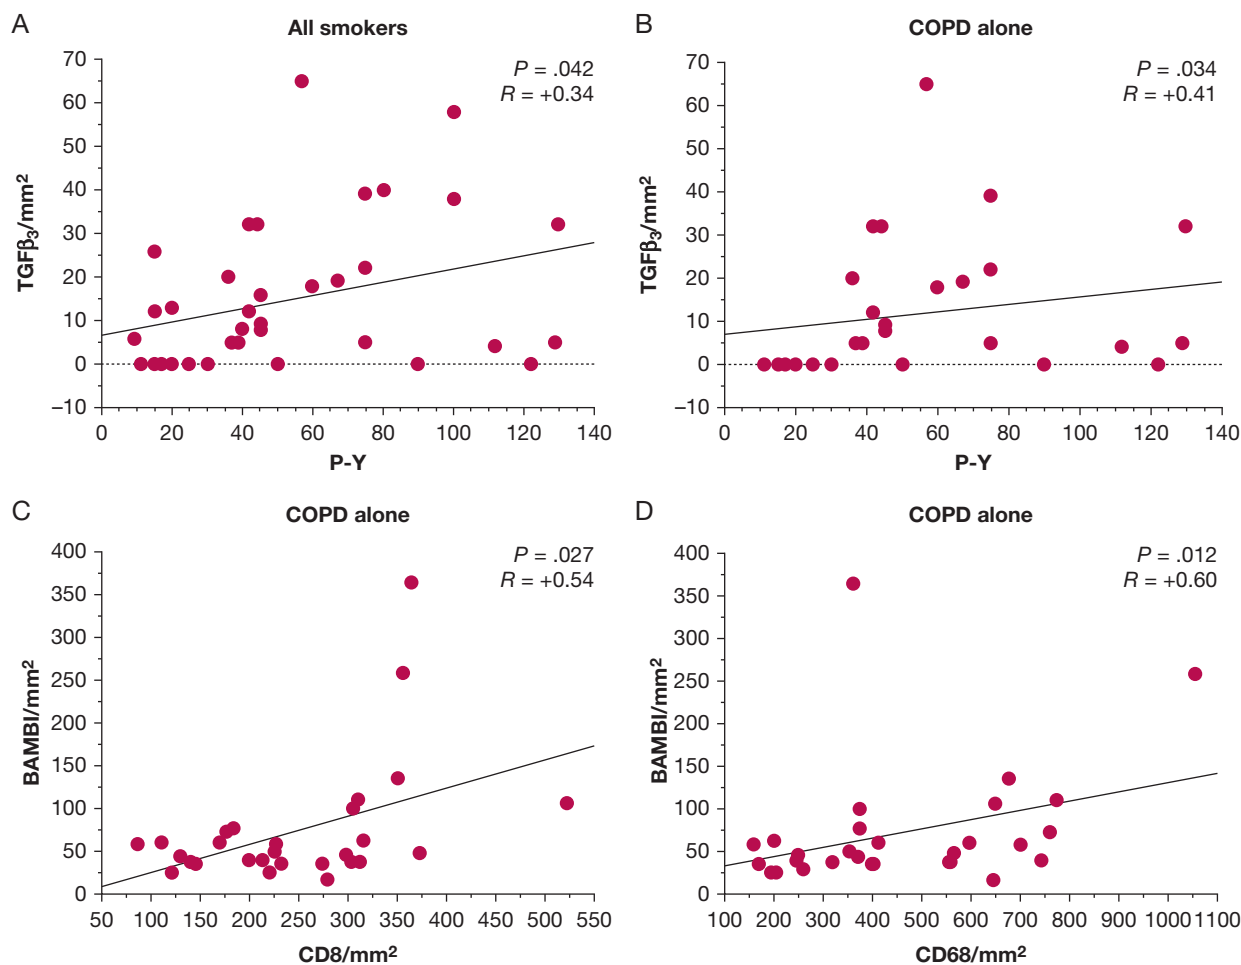 A
All smokers
P = .042
R = +0.34
70
60
50
40
30
20
10
0
–10
TGFβ3/mm2
0 20 40 60 80 100 120 140
P-Y
B
COPD alone
P = .034
R = +0.41
70
60
50
40
30
20
10
0
–10
TGFβ3/mm2
0 20 40 60 80 100 120 140
P-Y
C
COPD alone
P = .027
R = +0.54
400
350
300
250
200
150
100
50
0
BAMBI/mm2
50 100 150 200 250 300 350 400 450 500 550
CD8/mm2
D
COPD alone
P = .012
R = +0.60
400
350
300
250
200
150
100
50
0
BAMBI/mm2
100 200 300 400 500 600 700 800 900 1000 1100
CD68/mm2